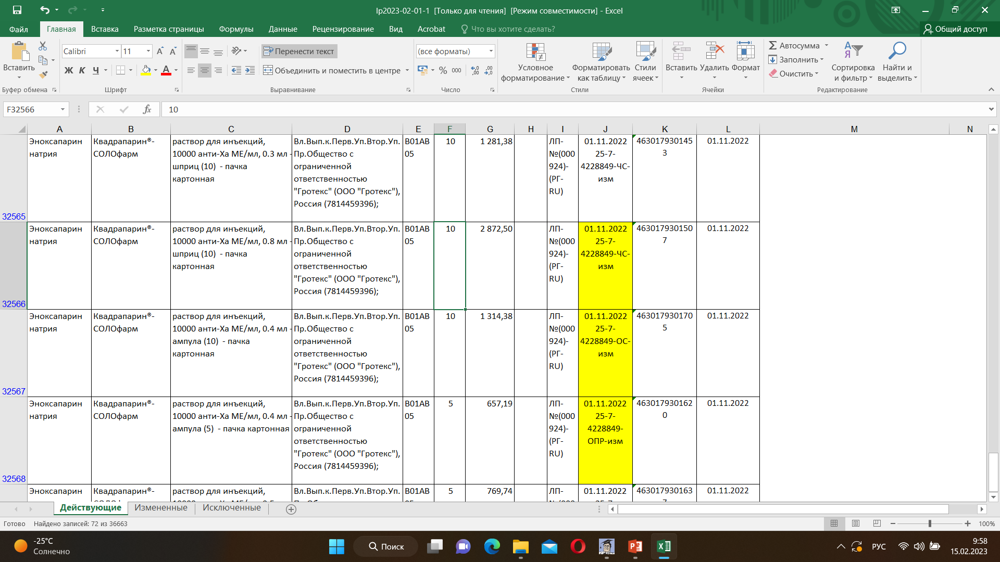 lp2023-02-01-1 [Только для чтения] [Режим совместимости] - Excel
Файл Главная Вставка Разметка страницы Формулы Данные Рецензирование Вид Acrobat Что вы хотите сделать? Общий доступ
Вставить
Буфер обмена
Calibri 11
Ж К Ч А
Шрифт
Перенести текст
Объединить и поместить в центре
Выравнивание
(все форматы)
% 000
Число
Условное форматирование
Форматировать как таблицу
Стили ячеек
Стили
Вставить Удалить Формат
Ячейки
Автосумма
Заполнить
Очистить
Сортировка и фильтр
Найти и выделить
Редактирование
F32566 fx 10
A B C D E F G H I J K L M N
32565
Эноксапарин
натрия
Квадрапарин®-
СОЛОфарм
раствор для инъекций,
10000 анти-Ха МЕ/мл, 0.3 мл -
шприц (10) - пачка
картонная
Вл.Вып.к.Перв.Уп.Втор.Уп.
Пр.Общество с
ограниченной
ответственностью
"Гротекс" (ООО "Гротекс"),
Россия (7814459396);
B01AB
05
10
1 281,38
ЛП-
№(000
924)-
(РГ-
RU)
01.11.2022
25-7-
4228849-ЧС-
изм
463017930145
3
01.11.2022
32566
Эноксапарин
натрия
Квадрапарин®-
СОЛОфарм
раствор для инъекций,
10000 анти-Ха МЕ/мл, 0.8 мл -
шприц (10) - пачка
картонная
Вл.Вып.к.Перв.Уп.Втор.Уп.
Пр.Общество с
ограниченной
ответственностью
"Гротекс" (ООО "Гротекс"),
Россия (7814459396);
B01AB
05
10
2 872,50
ЛП-
№(000
924)-
(РГ-
RU)
01.11.2022
25-7-
4228849-ЧС-
изм
463017930150
7
01.11.2022
32567
Эноксапарин
натрия
Квадрапарин®-
СОЛОфарм
раствор для инъекций,
10000 анти-Ха МЕ/мл, 0.4 мл -
ампула (10) - пачка
картонная
Вл.Вып.к.Перв.Уп.Втор.Уп.
Пр.Общество с
ограниченной
ответственностью
"Гротекс" (ООО "Гротекс"),
Россия (7814459396);
B01AB
05
10
1 314,38
ЛП-
№(000
924)-
(РГ-
RU)
01.11.2022
25-7-
4228849-ОС-
изм
463017930170
5
01.11.2022
32568
Эноксапарин
натрия
Квадрапарин®-
СОЛОфарм
раствор для инъекций,
10000 анти-Ха МЕ/мл, 0.4 мл -
ампула (5) - пачка картонная
Вл.Вып.к.Перв.Уп.Втор.Уп.
Пр.Общество с
ограниченной
ответственностью
"Гротекс" (ООО "Гротекс"),
Россия (7814459396);
B01AB
05
5
657,19
ЛП-
№(000
924)-
(РГ-
RU)
01.11.2022
25-7-
4228849-
ОПР-изм
463017930162
0
01.11.2022
Эноксапарин
Квадрапарин®-
раствор для инъекций,
Вл.Вып.к.Перв.Уп.Втор.Уп.
B01AB
5
769,74
ЛП-
01.11.2022
463017930163
01.11.2022
Действующие Измененные Исключенные
Готово Найдено записей: 72 из 36663 100%
-25°C
Солнечно
Поиск
РУС
9:58
15.02.2023